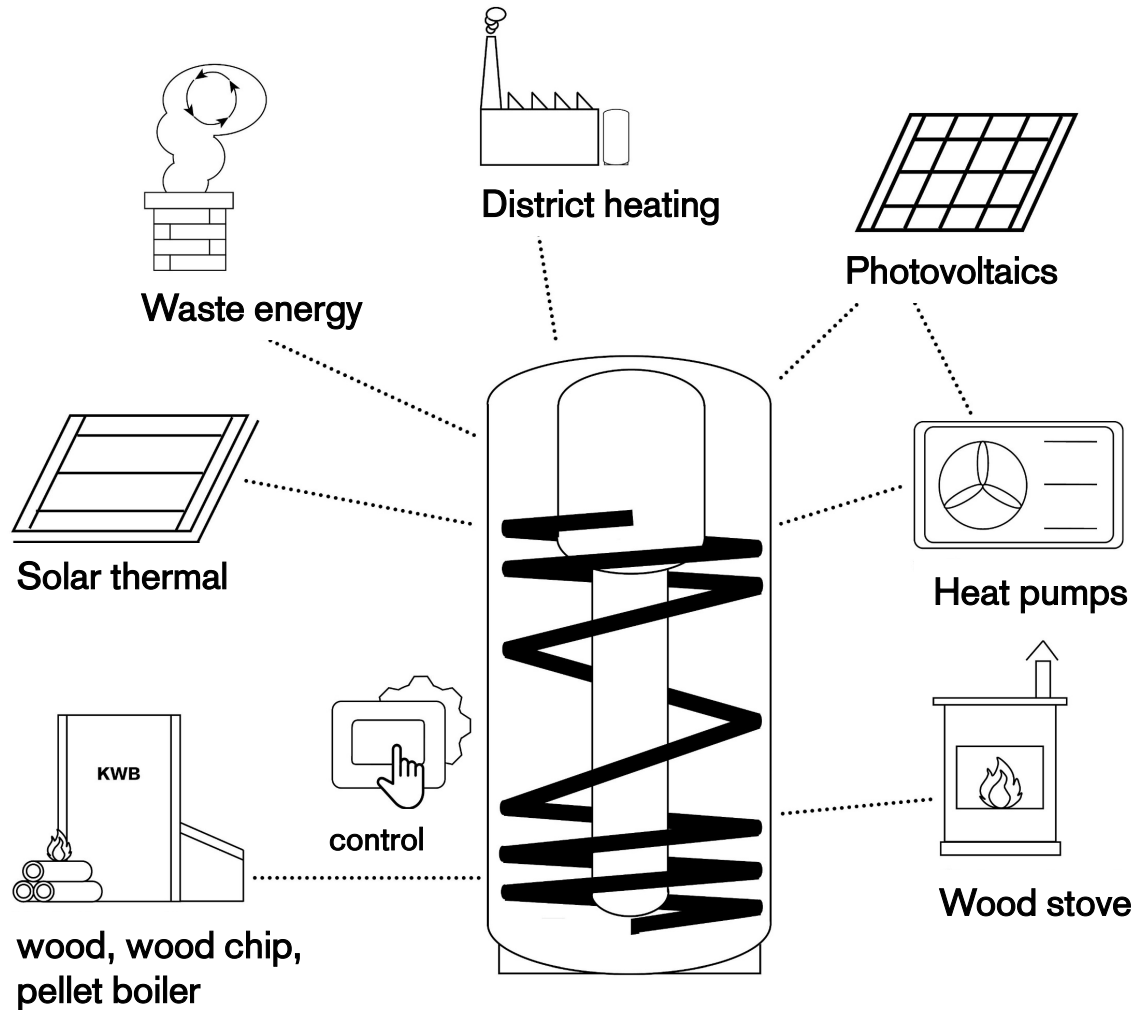 District heating
Photovoltaics
Waste energy
Solar thermal
Heat pumps
KWB
control
Wood stove
wood, wood chip,
pellet boiler